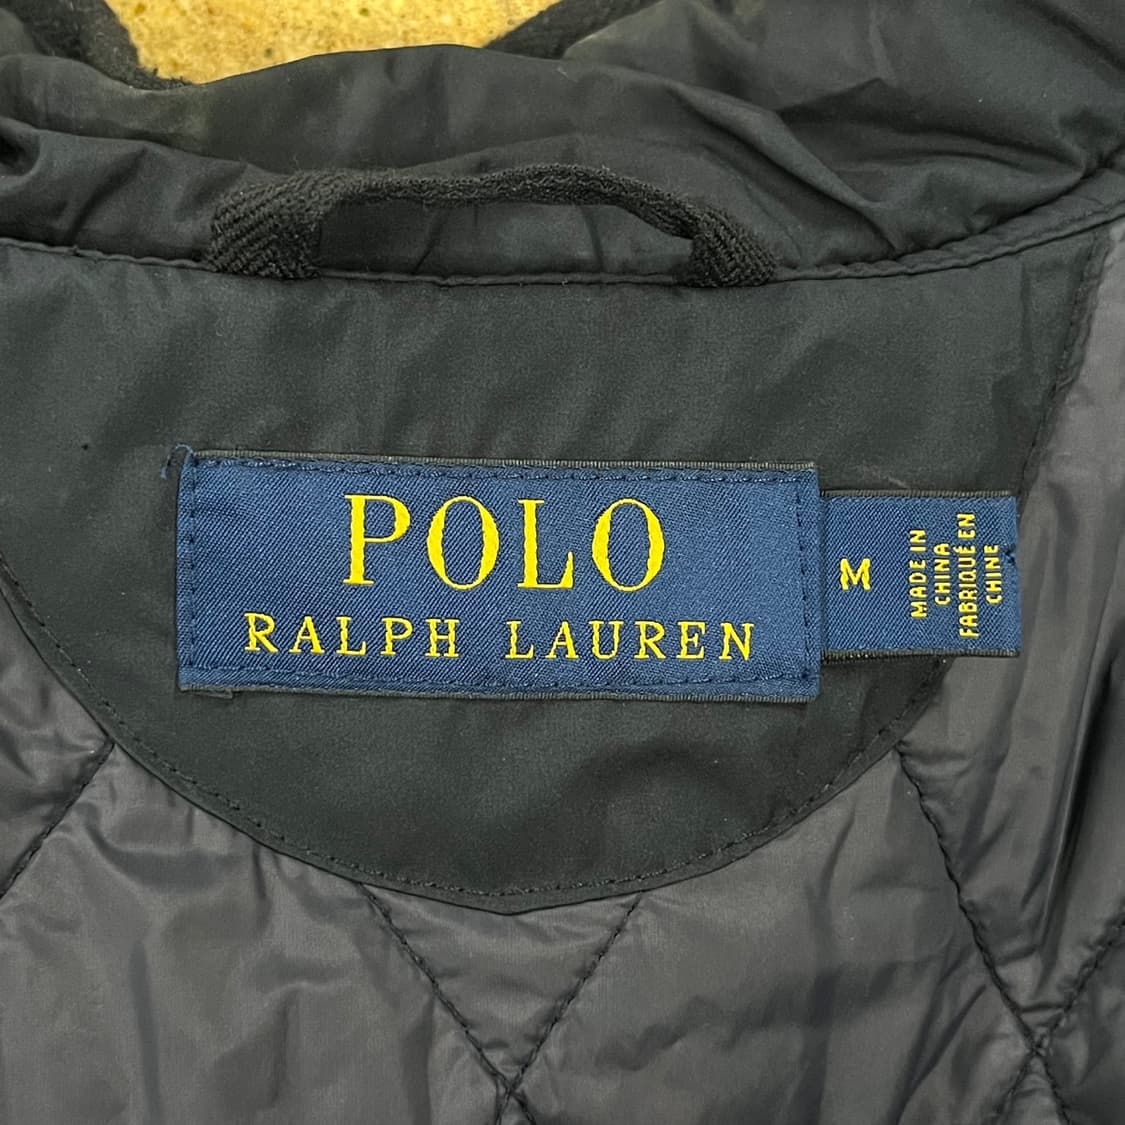 POLO
RALPH LAUREN
M
MADE IN
CHINA
FABRIQUÉ EN
CHINE